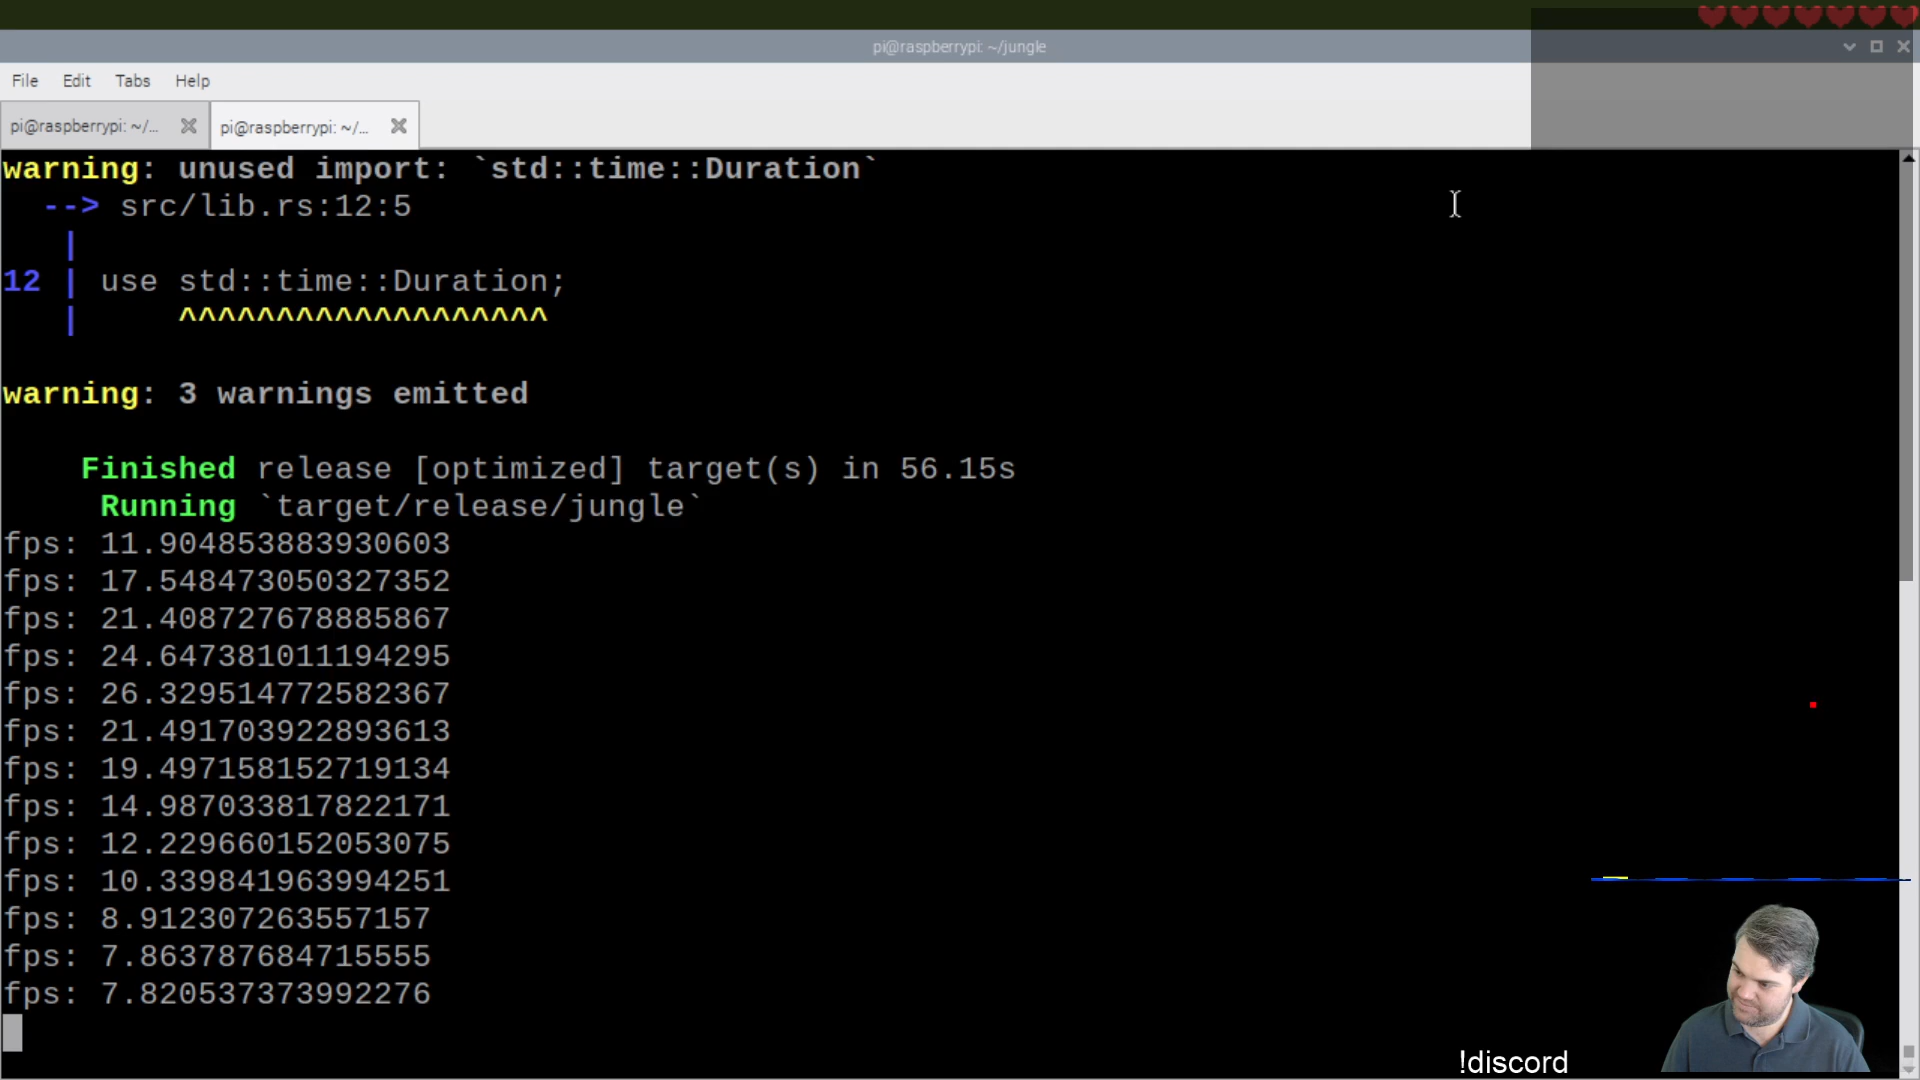 pi@raspberrypi: ~/jungle
File Edit Tabs Help
pi@raspberrypi: ~/... pi@raspberrypi: ~/...
warning: unused import: `std::time::Duration`
--> src/lib.rs:12:5
|
12 | use std::time::Duration;
| ^^^^^^^^^^^^^^^^^^^
warning: 3 warnings emitted
Finished release [optimized] target(s) in 56.15s
Running `target/release/jungle`
fps: 11.904853883930603
fps: 17.548473050327352
fps: 21.408727678885867
fps: 24.647381011194295
fps: 26.329514772582367
fps: 21.491703922893613
fps: 19.497158152719134
fps: 14.987033817822171
fps: 12.229660152053075
fps: 10.339841963994251
fps: 8.912307263557157
fps: 7.863787684715555
fps: 7.820537373992276
!discord